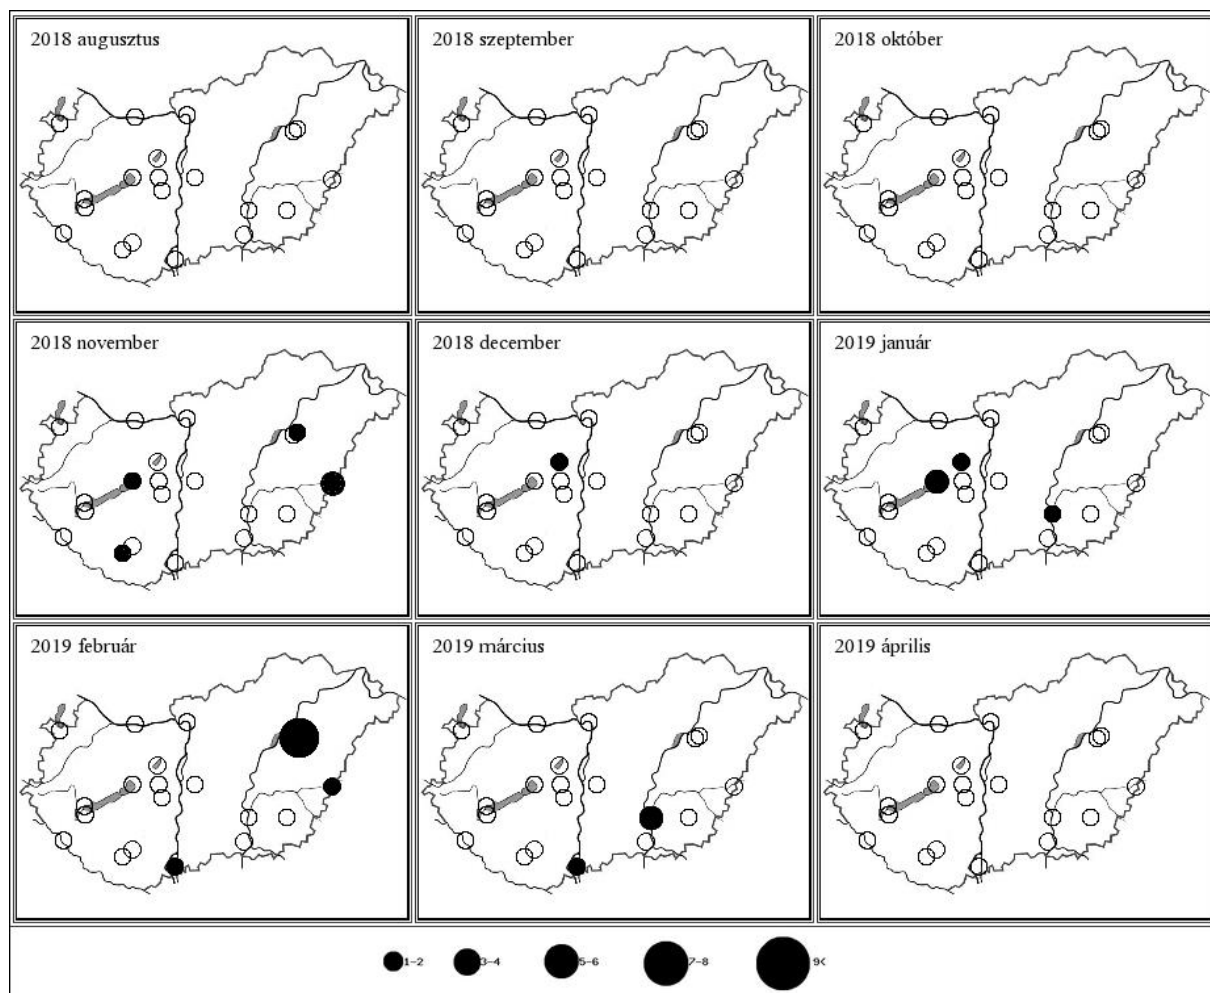 2018 augusztus
2018 szeptember
2018 október
2018 november
2018 december
2019 január
2019 február
2019 március
2019 április
1-2
3-4
5-6
7-8
9<